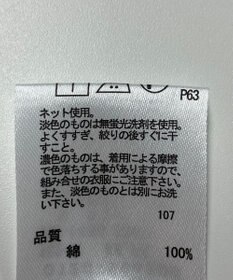 P63
ネット使用。
淡色のものは無蛍光洗剤を使用。
よくすすぎ、絞りの後すぐに干
すこと。
濃色のものは、着用による摩擦
で色落ちする事がありますので、
組み合せの衣服にご注意下さい。
また、淡色のものとは別にお洗
い下さい。
107
品質
綿 100%